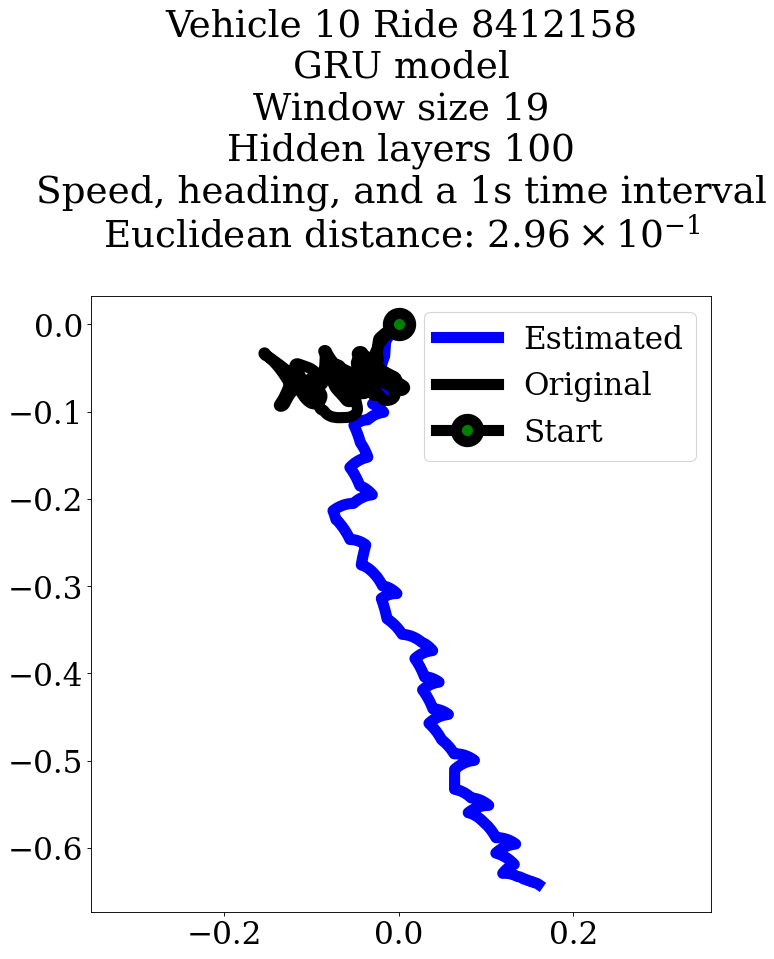 Vehicle 10 Ride 8412158
GRU model
Window size 19
Hidden layers 100
Speed, heading, and a 1s time interval
Euclidean distance: 2.96 × 10⁻¹
Estimated
Original
Start
0.0
−0.1
−0.2
−0.3
−0.4
−0.5
−0.6
−0.2 0.0 0.2